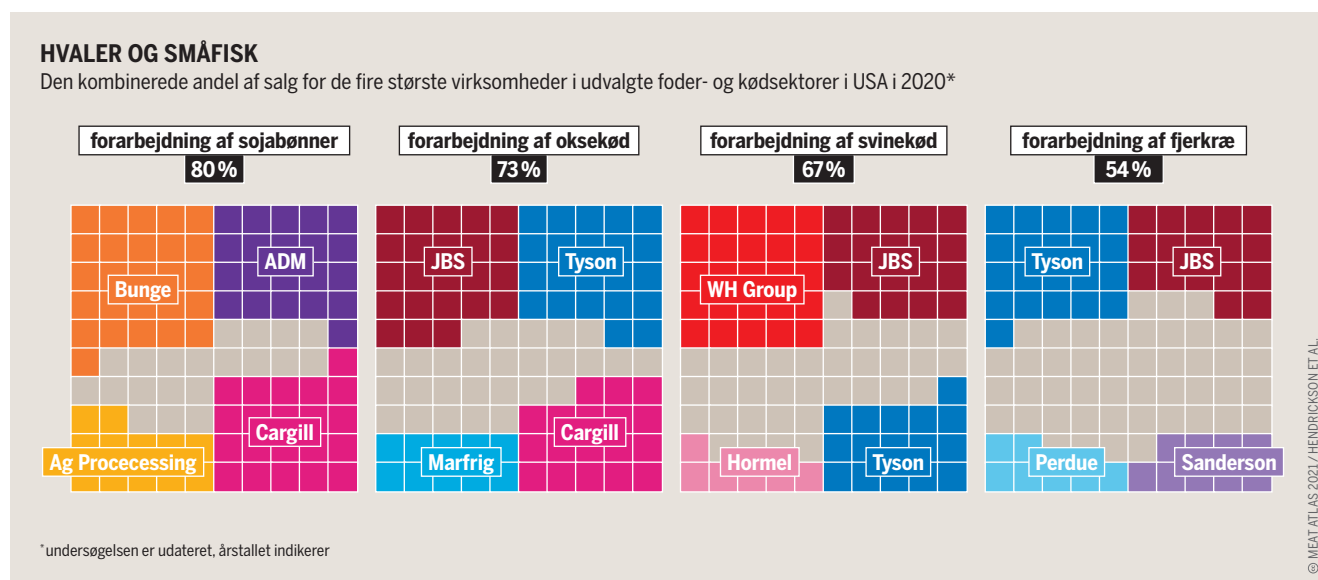 HVALER OG SMÅFISK
Den kombinerede andel af salg for de fire største virksomheder i udvalgte foder- og kødsektorer i USA i 2020*
forarbejdning af sojabønner
80 %
Bunge
ADM
Ag Procecessing
Cargill
forarbejdning af oksekød
73 %
JBS
Tyson
Marfrig
Cargill
forarbejdning af svinekød
67 %
WH Group
JBS
Hormel
Tyson
forarbejdning af fjerkræ
54 %
Tyson
JBS
Perdue
Sanderson
*undersøgelsen er udateret, årstallet indikerer
© MEAT ATLAS 2021 / HENDRICKSON ET AL.